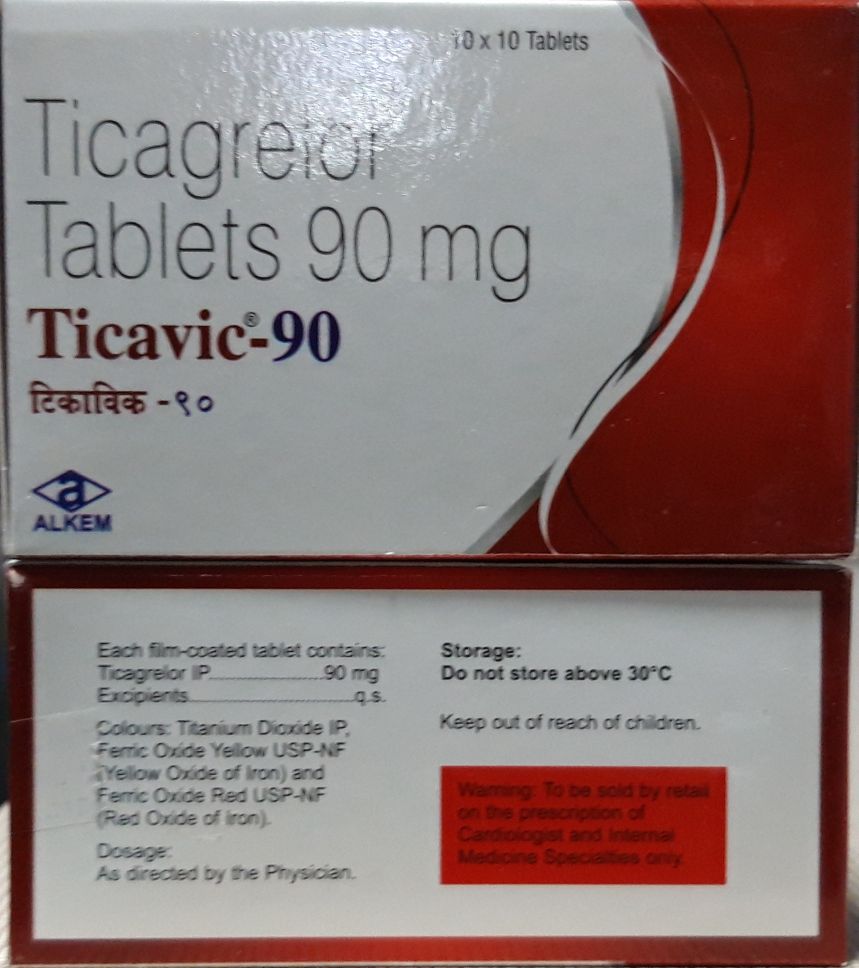 10 x 10 Tablets
Ticagrelor
Tablets 90 mg
Ticavic®-90
टिकाविक -९०
a
ALKEM
Each film-coated tablet contains:
Ticagrelor IP......................90 mg
Excipients.................................q.s.
Colours: Titanium Dioxide IP,
Ferric Oxide Yellow USP-NF
(Yellow Oxide of Iron) and
Ferric Oxide Red USP-NF
(Red Oxide of Iron).
Dosage:
As directed by the Physician.
Storage:
Do not store above 30°C
Keep out of reach of children.
Warning: To be sold by retail
on the prescription of
Cardiologist and Internal
Medicine Specialties only.